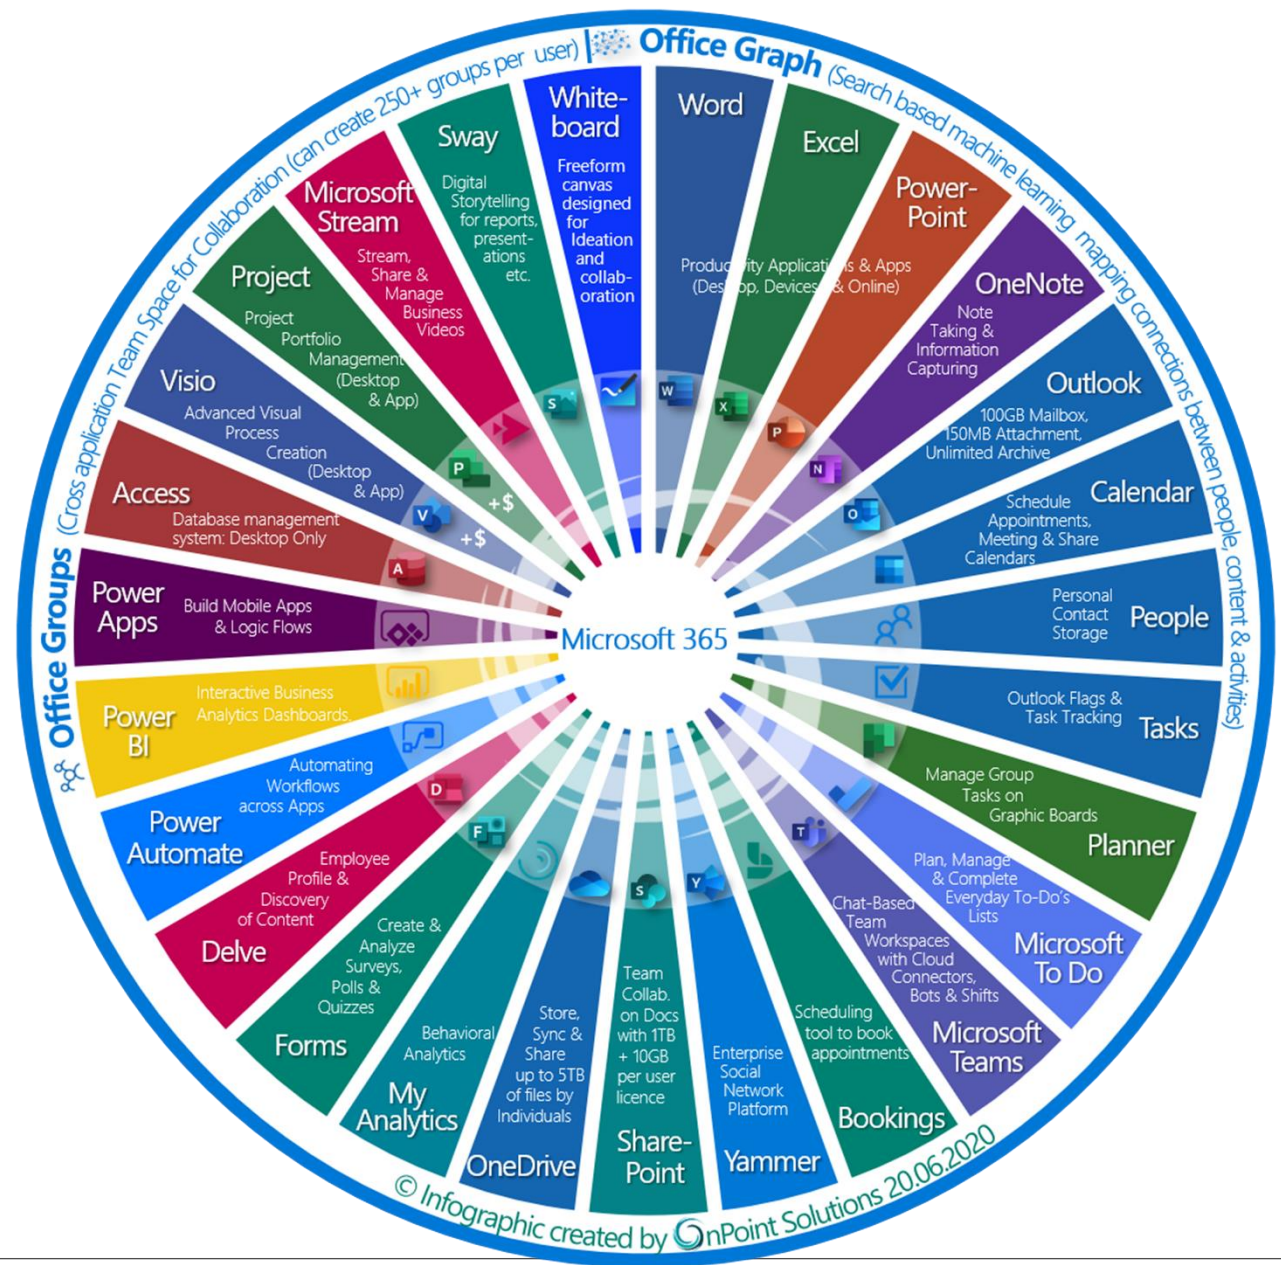 Office Graph (Search based machine learning mapping connections between people, content & activities)
Office Groups (Cross application Team Space for Collaboration (can create 250+ groups per user)
Microsoft 365
Word
Excel
Power-
Point
Productivity Applications & Apps
(Desktop, Devices & Online)
OneNote
Note
Taking &
Information
Capturing
Outlook
100GB Mailbox,
150MB Attachment,
Unlimited Archive
Calendar
Schedule
Appointments,
Meeting & Share
Calendars
People
Personal
Contact
Storage
Tasks
Outlook Flags &
Task Tracking
Planner
Manage Group
Tasks on
Graphic Boards
Microsoft
To Do
Plan, Manage
& Complete
Everyday To-Do's
Lists
Microsoft
Teams
Chat-Based
Team
Workspaces
with Cloud
Connectors,
Bots & Shifts
Bookings
Scheduling
tool to book
appointments
Yammer
Enterprise
Social
Network
Platform
Share-
Point
Team
Collab.
on Docs
with 1TB
+ 10GB
per user
licence
OneDrive
Store,
Sync &
Share
up to 5TB
of files by
Individuals
My
Analytics
Behavioral
Analytics
Forms
Create &
Analyze
Surveys,
Polls &
Quizzes
Delve
Employee
Profile &
Discovery
of Content
Power
Automate
Automating
Workflows
across Apps
Power
BI
Interactive Business
Analytics Dashboards.
Power
Apps
Build Mobile Apps
& Logic Flows
Access
Database management
system: Desktop Only
Visio
Advanced Visual
Process
Creation
(Desktop
& App)
+$
Project
Project
Portfolio
Management
(Desktop
& App)
+$
Microsoft
Stream
Stream,
Share &
Manage
Business
Videos
Sway
Digital
Storytelling
for reports,
present-
ations
etc.
White-
board
Freeform
canvas
designed
for
Ideation
and
collab-
oration
W
X
P
N
O
T
Y
S
F
D
A
V
P
S
© Infographic created by OnPoint Solutions 20.06.2020